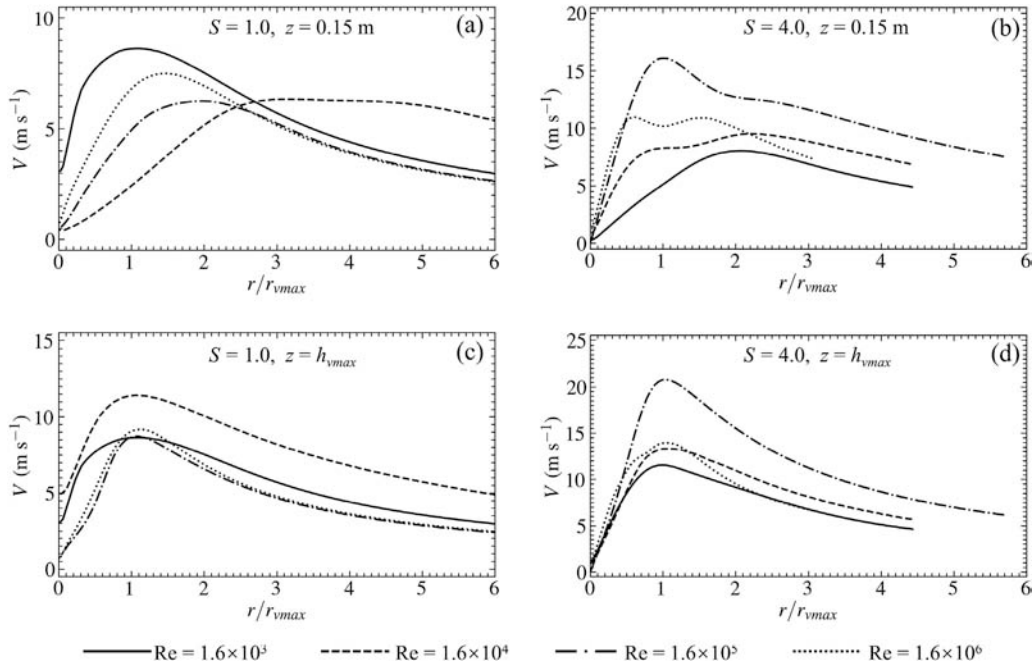 S = 1.0, z = 0.15 m (a)
10
5
0
V (m s⁻¹)
0 1 2 3 4 5 6
r/r_vmax
S = 4.0, z = 0.15 m (b)
20
15
10
5
0
V (m s⁻¹)
0 1 2 3 4 5 6
r/r_vmax
S = 1.0, z = h_vmax (c)
15
10
5
0
V (m s⁻¹)
0 1 2 3 4 5 6
r/r_vmax
S = 4.0, z = h_vmax (d)
25
20
15
10
5
0
V (m s⁻¹)
0 1 2 3 4 5 6
r/r_vmax
Re = 1.6×10³ Re = 1.6×10⁴ Re = 1.6×10⁵ Re = 1.6×10⁶